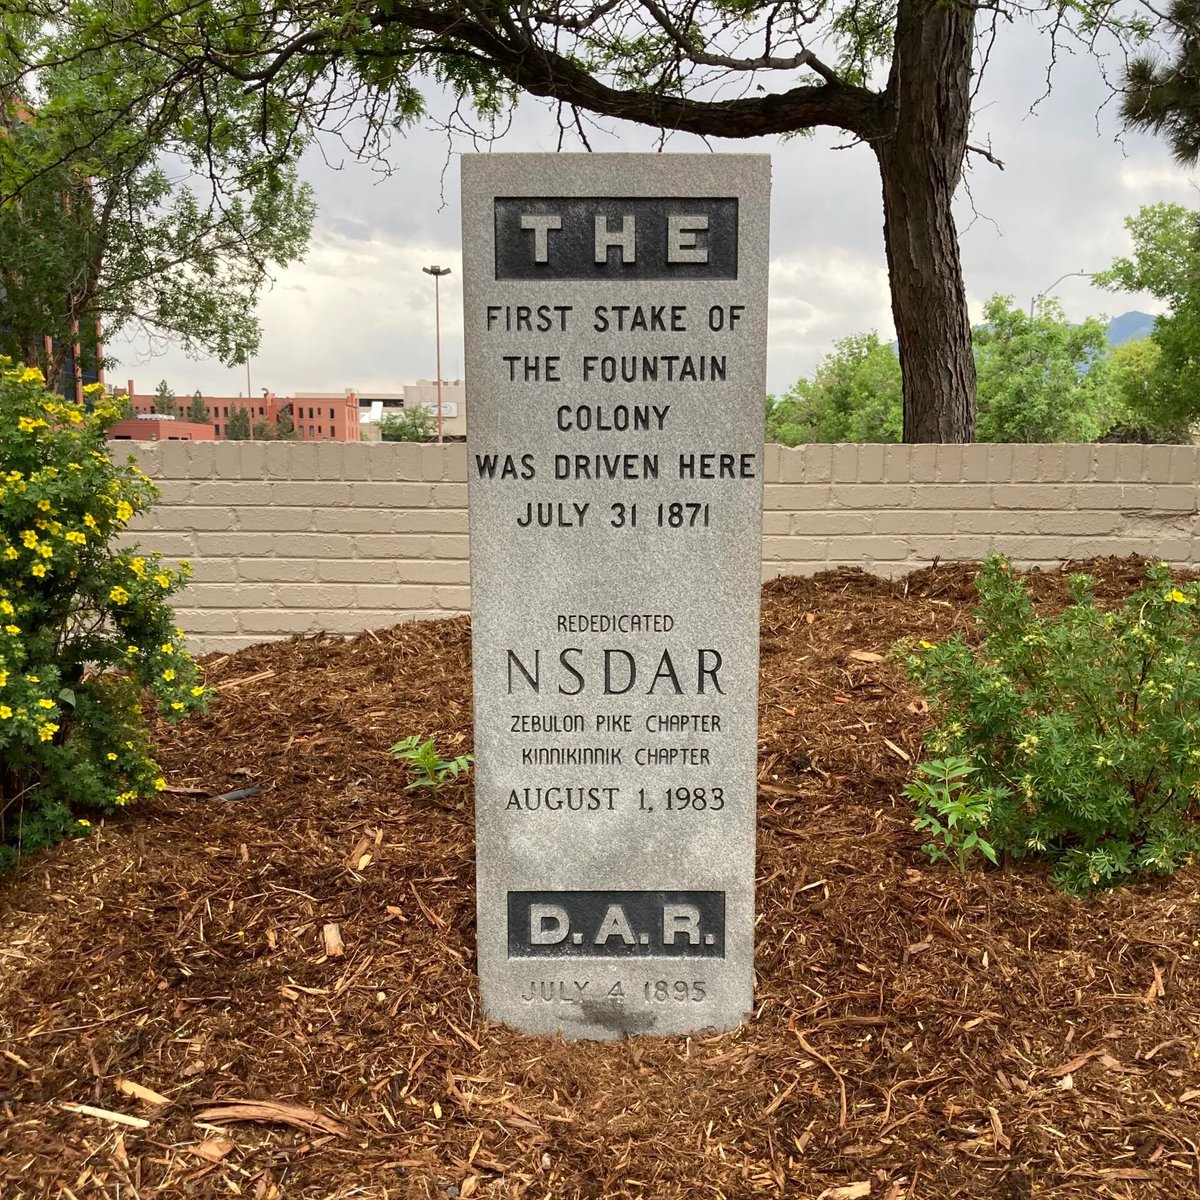 THE
FIRST STAKE OF
THE FOUNTAIN
COLONY
WAS DRIVEN HERE
JULY 31 1871
REDEDICATED
NSDAR
ZEBULON PIKE CHAPTER
KINNIKINNIK CHAPTER
AUGUST 1, 1983
D.A.R.
JULY 4 1895